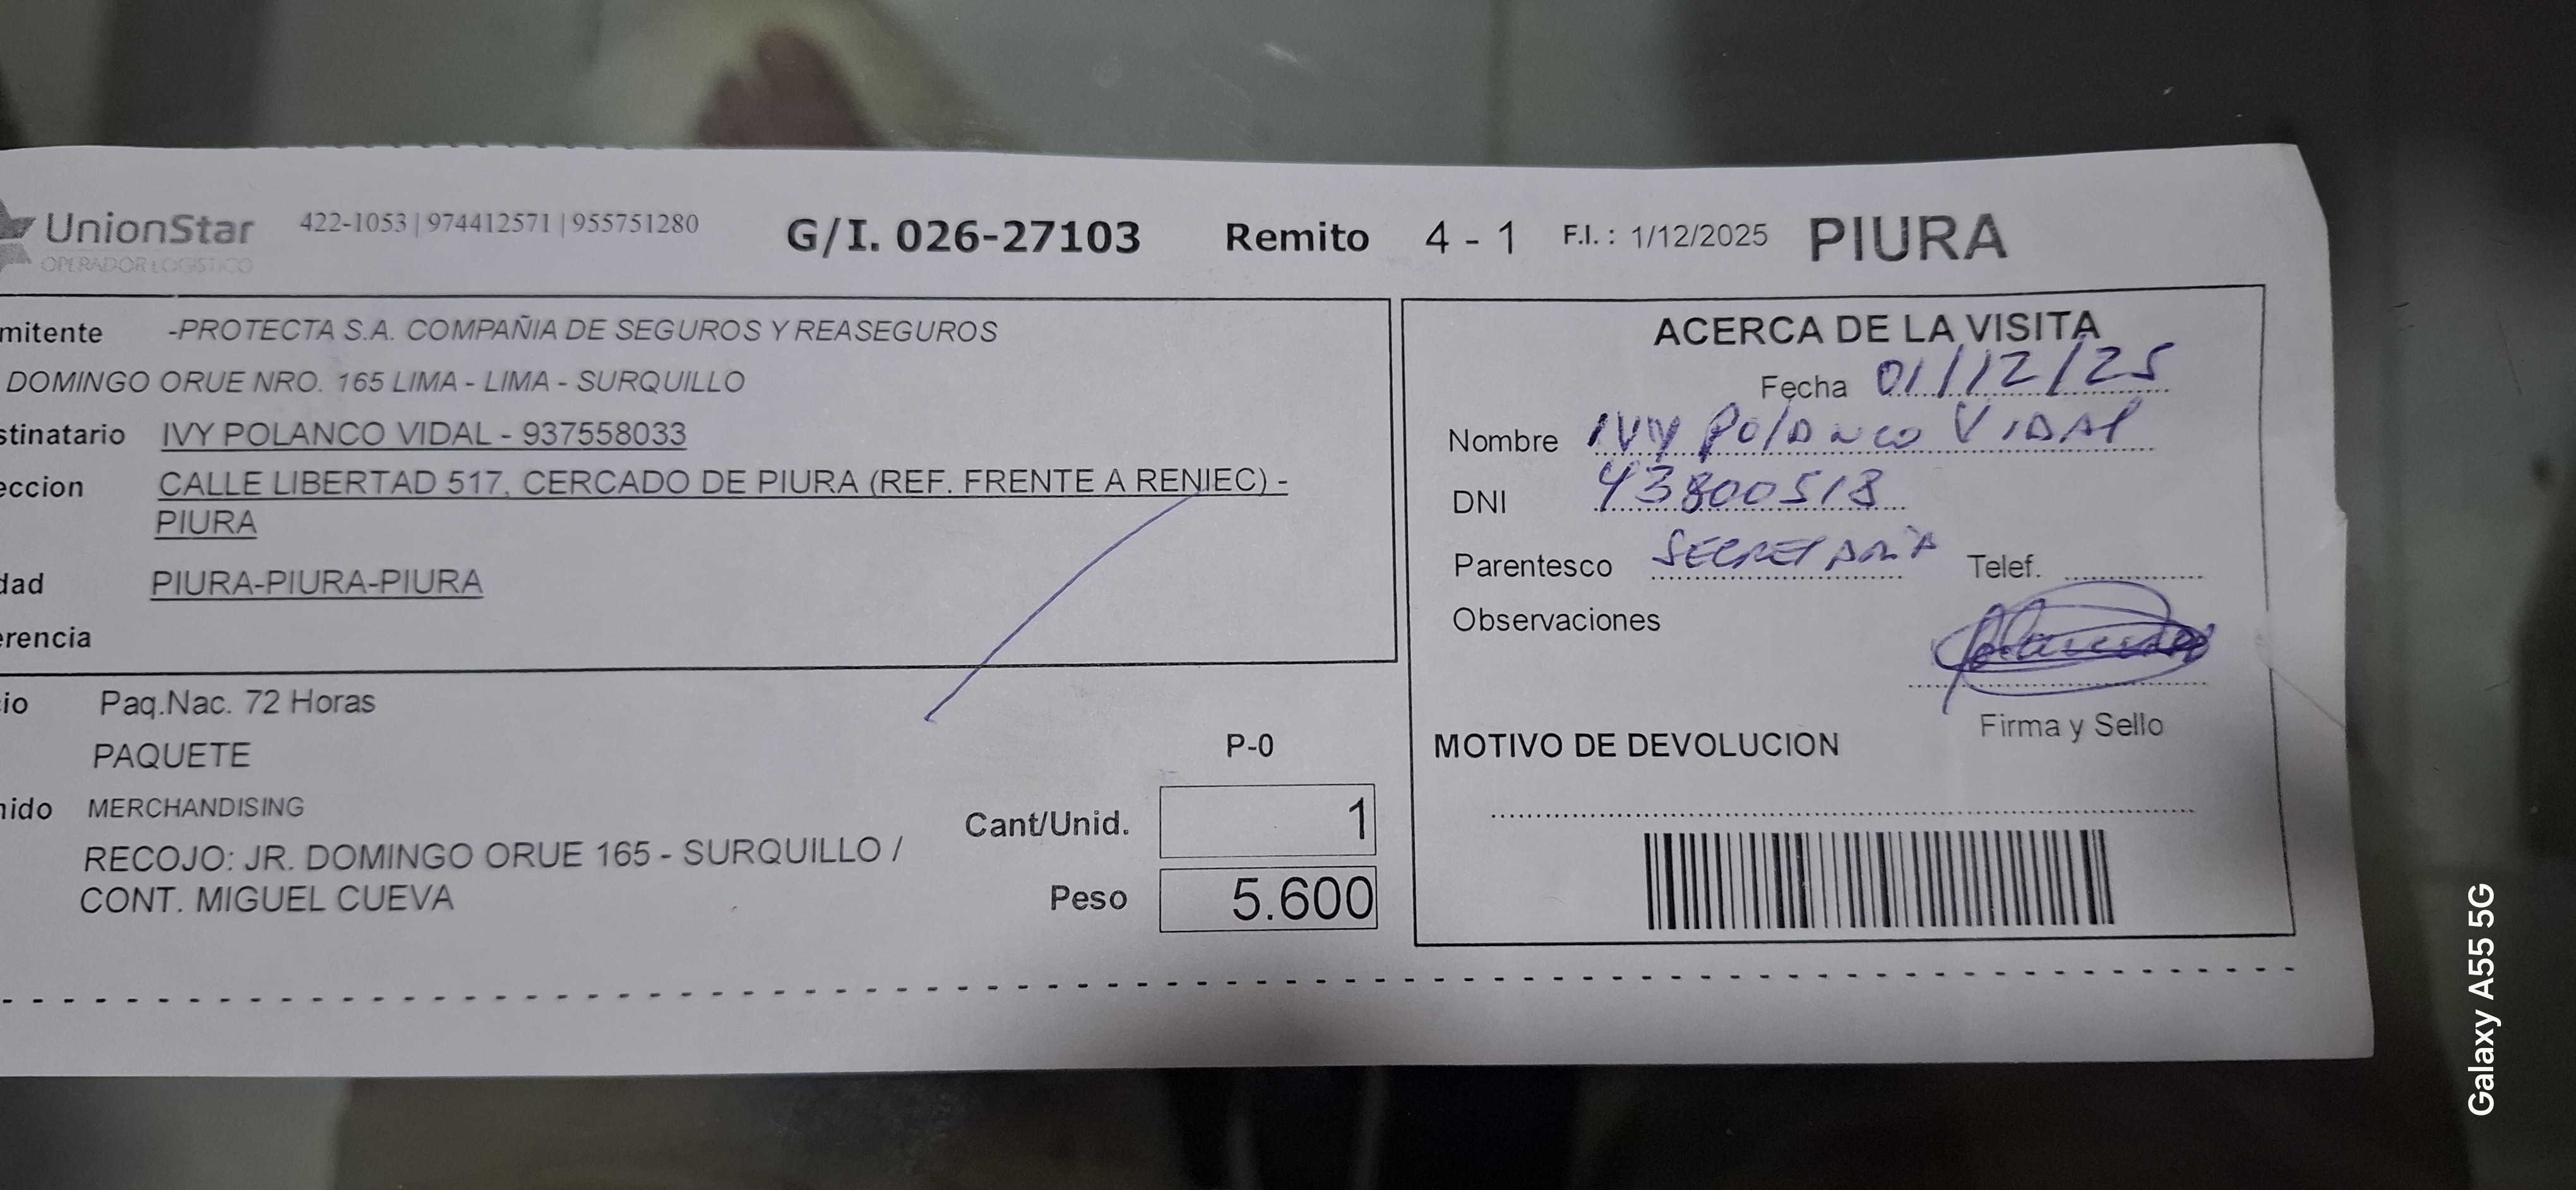 UnionStar 422-1053 | 974412571 | 955751280 G/I. 026-27103 Remito 4 - 1 F.I. : 1/12/2025 PIURA
OPERADOR LOGISTICO
mitente -PROTECTA S.A. COMPAÑIA DE SEGUROS Y REASEGUROS
DOMINGO ORUE NRO. 165 LIMA - LIMA - SURQUILLO
stinatario IVY POLANCO VIDAL - 937558033
eccion CALLE LIBERTAD 517, CERCADO DE PIURA (REF. FRENTE A RENIEC) -
PIURA
dad PIURA-PIURA-PIURA
erencia
cio Paq.Nac. 72 Horas
PAQUETE
nido MERCHANDISING
RECOJO: JR. DOMINGO ORUE 165 - SURQUILLO /
CONT. MIGUEL CUEVA
P-0
Cant/Unid. 1
Peso 5.600
ACERCA DE LA VISITA
Fecha 01/12/25
Nombre IVY POLANCO VIDAL
DNI 43800518
Parentesco SECRETARIA Telef.
Observaciones
Firma y Sello
MOTIVO DE DEVOLUCION
Galaxy A55 5G